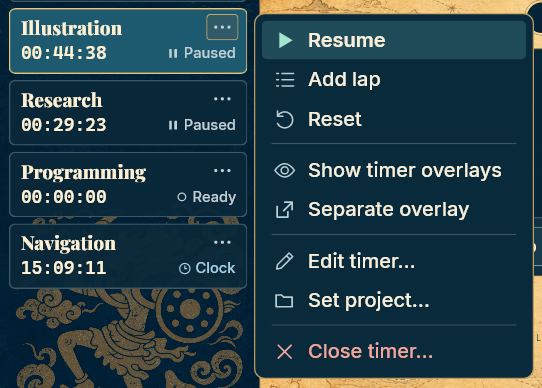 Illustration
00:44:38 Paused
Research
00:29:23 Paused
Programming
00:00:00 Ready
Navigation
15:09:11 Clock
Resume
Add lap
Reset
Show timer overlays
Separate overlay
Edit timer...
Set project...
Close timer...